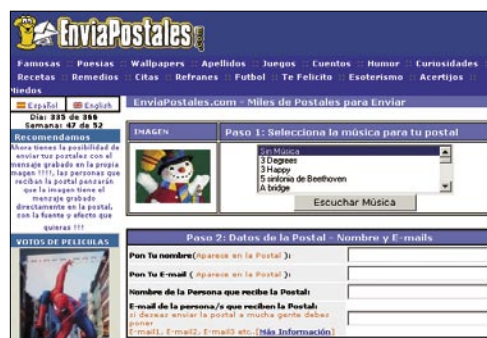 EnviaPostales
Famosas :: Poesias :: Wallpapers :: Apellidos :: Juegos :: Cuentos :: Humor :: Curiosidades
Recetas :: Remedios :: Citas :: Refranes :: Futbol :: Te Felicito :: Esoterismo :: Acertijos ::
Miedos
Español English
Dia: 335 de 366
Semana: 47 de 52
Recomendamos
Ahora tienes la posibilidad de
enviar tus postales con el
mensaje grabado en la propia
imagen !!!!, las personas que
reciban la postal penzarán
que la imagen tiene el
menzaje grabado
directamente en la postal,
con la fuente y efects que
quieras !!!
VOTOS DE PELICULAS
EnviaPostales.com - Miles de Postales para Enviar
IMAGEN
Paso 1: Selecciona la música para tu postal
Sin Música
3 Degrees
3 Happy
5 sinfonia de Beethoven
A bridge
Escuchar Música
Paso 2: Datos de la Postal - Nombre y E-mails
Pon Tu nombre(Aparece en la Postal ):
Pon Tu E-mail ( Aparece en la Postal ):
Nombre de la Persona que recibe la Postal:
E-mail de la persona/s que reciben la Postal:
si deseas enviar la postal a mucha gente debes
poner
E-mail1, E-mail2, E-mail3 etc..[Más Información]